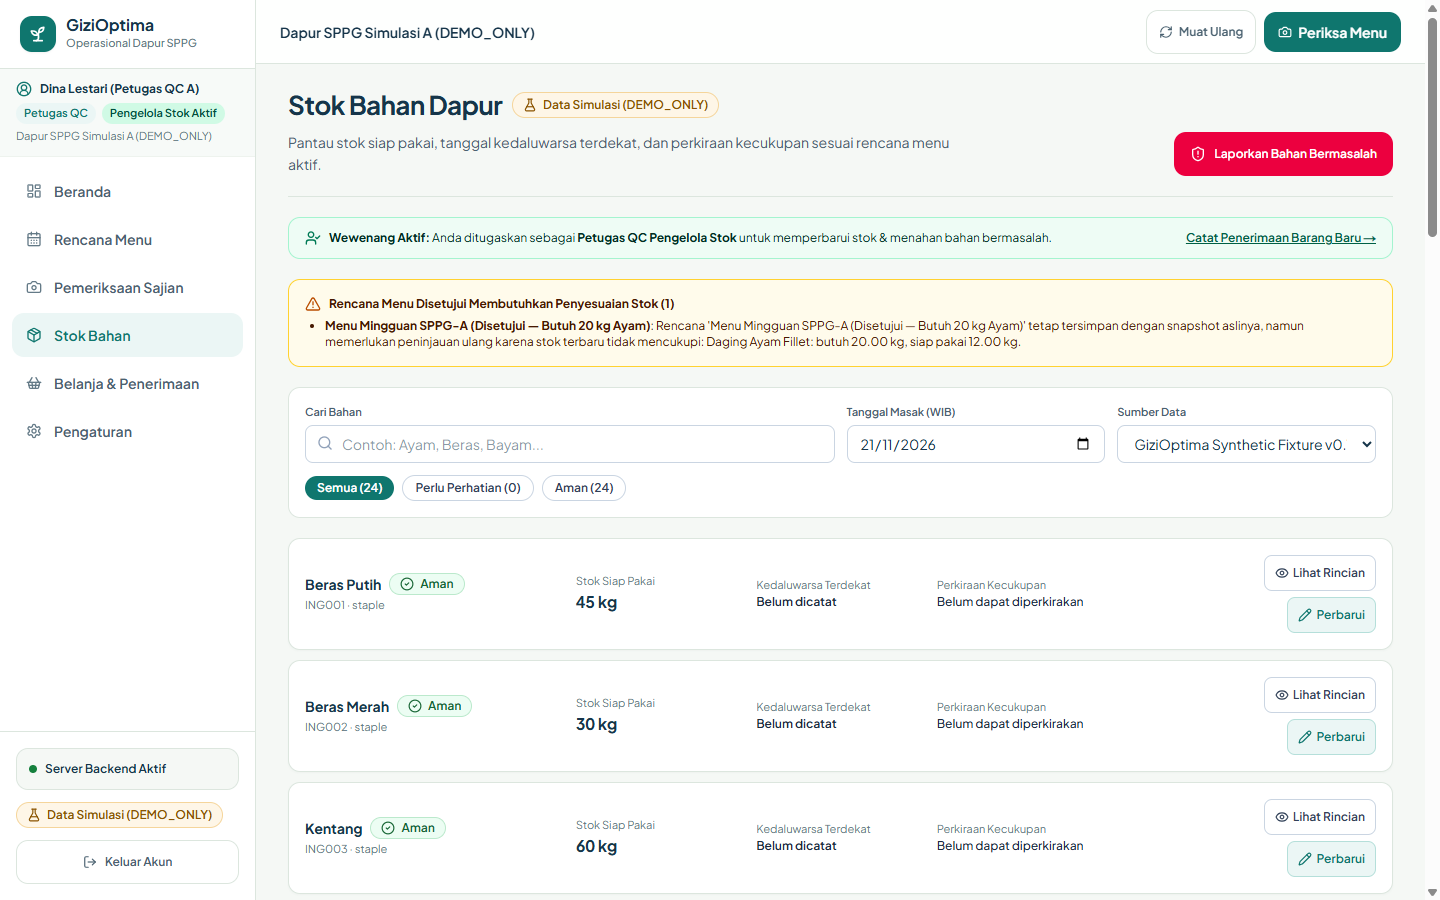 GiziOptima
Operasional Dapur SPPG
Dina Lestari (Petugas QC A)
Petugas QC
Pengelola Stok Aktif
Dapur SPPG Simulasi A (DEMO_ONLY)
Beranda
Rencana Menu
Pemeriksaan Sajian
Stok Bahan
Belanja & Penerimaan
Pengaturan
Server Backend Aktif
Data Simulasi (DEMO_ONLY)
Keluar Akun
Dapur SPPG Simulasi A (DEMO_ONLY)
Muat Ulang
Periksa Menu
Stok Bahan Dapur
Data Simulasi (DEMO_ONLY)
Pantau stok siap pakai, tanggal kedaluwarsa terdekat, dan perkiraan kecukupan sesuai rencana menu
aktif.
Laporkan Bahan Bermasalah
Wewenang Aktif: Anda ditugaskan sebagai Petugas QC Pengelola Stok untuk memperbarui stok & menahan bahan bermasalah.
Catat Penerimaan Barang Baru →
Rencana Menu Disetujui Membutuhkan Penyesuaian Stok (1)
• Menu Mingguan SPPG-A (Disetujui — Butuh 20 kg Ayam): Rencana 'Menu Mingguan SPPG-A (Disetujui — Butuh 20 kg Ayam)' tetap tersimpan dengan snapshot aslinya, namun
memerlukan peninjauan ulang karena stok terbaru tidak mencukupi: Daging Ayam Fillet: butuh 20.00 kg, siap pakai 12.00 kg.
Cari Bahan
Contoh: Ayam, Beras, Bayam...
Tanggal Masak (WIB)
21/11/2026
Sumber Data
GiziOptima Synthetic Fixture v0.
Semua (24)
Perlu Perhatian (0)
Aman (24)
Beras Putih
Aman
ING001 · staple
Stok Siap Pakai
45 kg
Kedaluwarsa Terdekat
Belum dicatat
Perkiraan Kecukupan
Belum dapat diperkirakan
Lihat Rincian
Perbarui
Beras Merah
Aman
ING002 · staple
Stok Siap Pakai
30 kg
Kedaluwarsa Terdekat
Belum dicatat
Perkiraan Kecukupan
Belum dapat diperkirakan
Lihat Rincian
Perbarui
Kentang
Aman
ING003 · staple
Stok Siap Pakai
60 kg
Kedaluwarsa Terdekat
Belum dicatat
Perkiraan Kecukupan
Belum dapat diperkirakan
Lihat Rincian
Perbarui